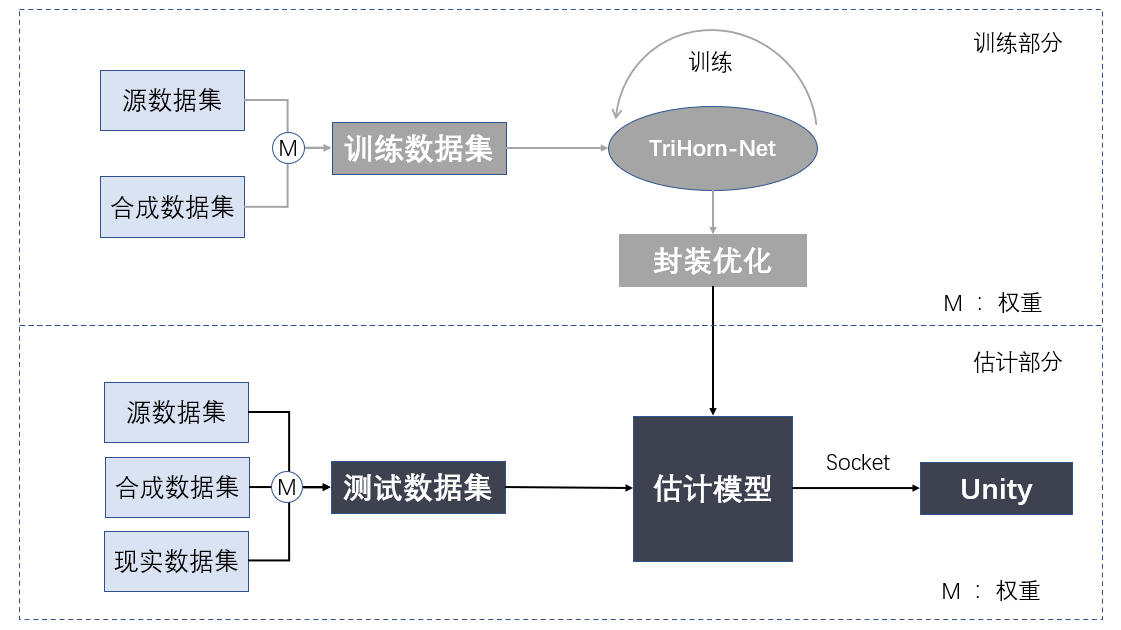 训练部分
训练
源数据集
M
训练数据集
TriHorn-Net
合成数据集
封装优化
M ： 权重
估计部分
源数据集
合成数据集
M
测试数据集
估计模型
Socket
Unity
现实数据集
M ： 权重